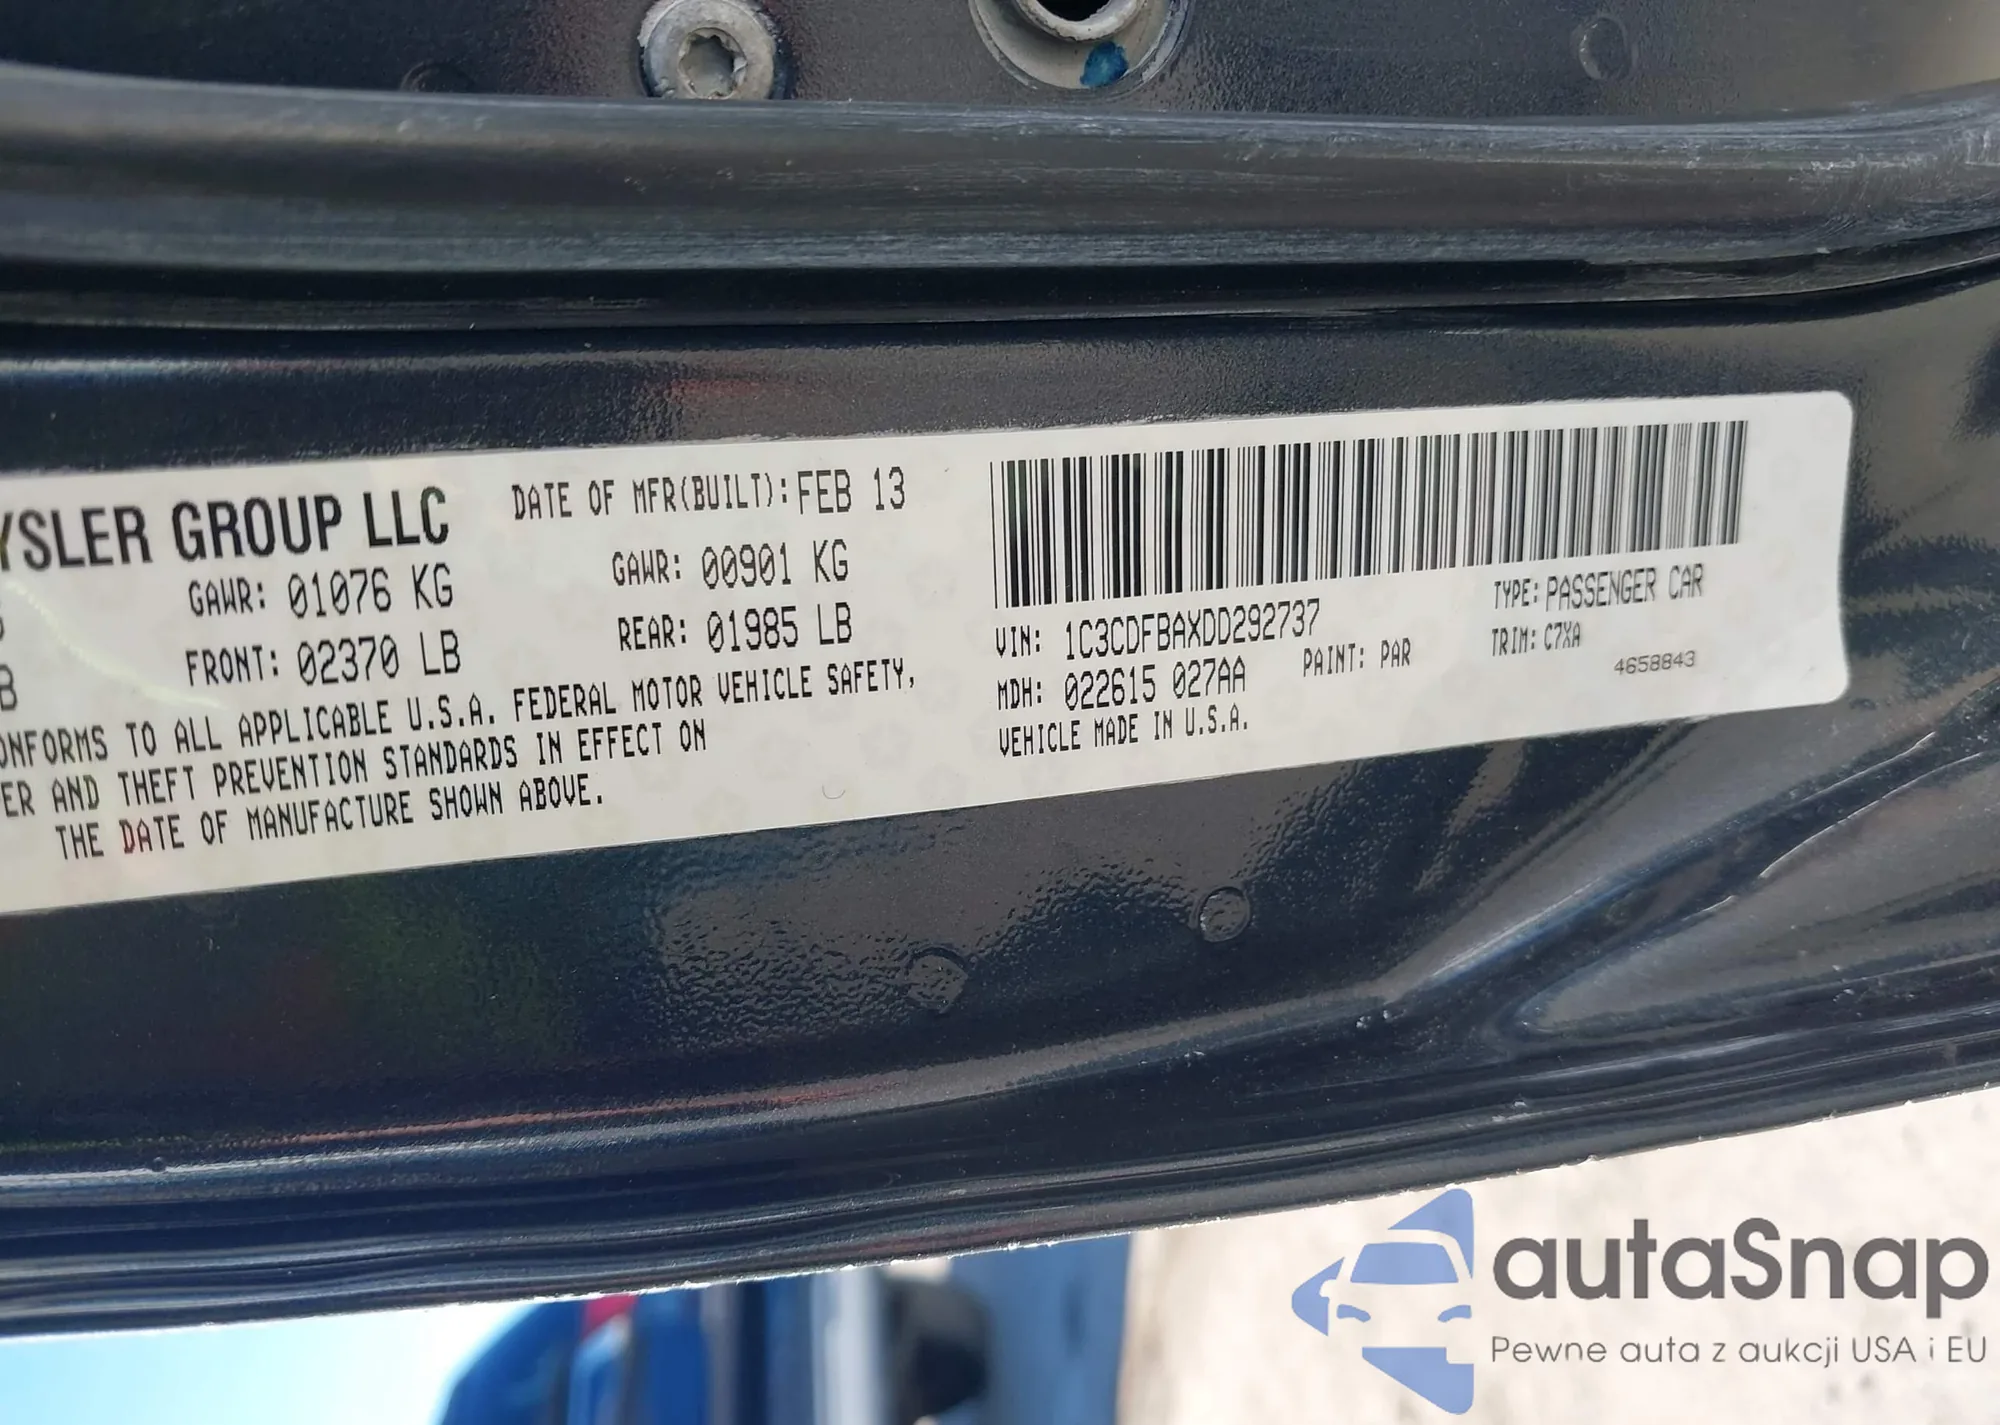 YSLER GROUP LLC
DATE OF MFR(BUILT): FEB 13
GAWR: 01076 KG
GAWR: 00901 KG
FRONT: 02370 LB
REAR: 01985 LB
B
ONFORMS TO ALL APPLICABLE U.S.A. FEDERAL MOTOR VEHICLE SAFETY,
ER AND THEFT PREVENTION STANDARDS IN EFFECT ON
THE DATE OF MANUFACTURE SHOWN ABOVE.
VIN: 1C3CDFBAXDD292737
TYPE: PASSENGER CAR
MDH: 022615 027AA
PAINT: PAR
TRIM: C7XA
4658843
VEHICLE MADE IN U.S.A.
autaSnap
Pewne auta z aukcji USA i EU